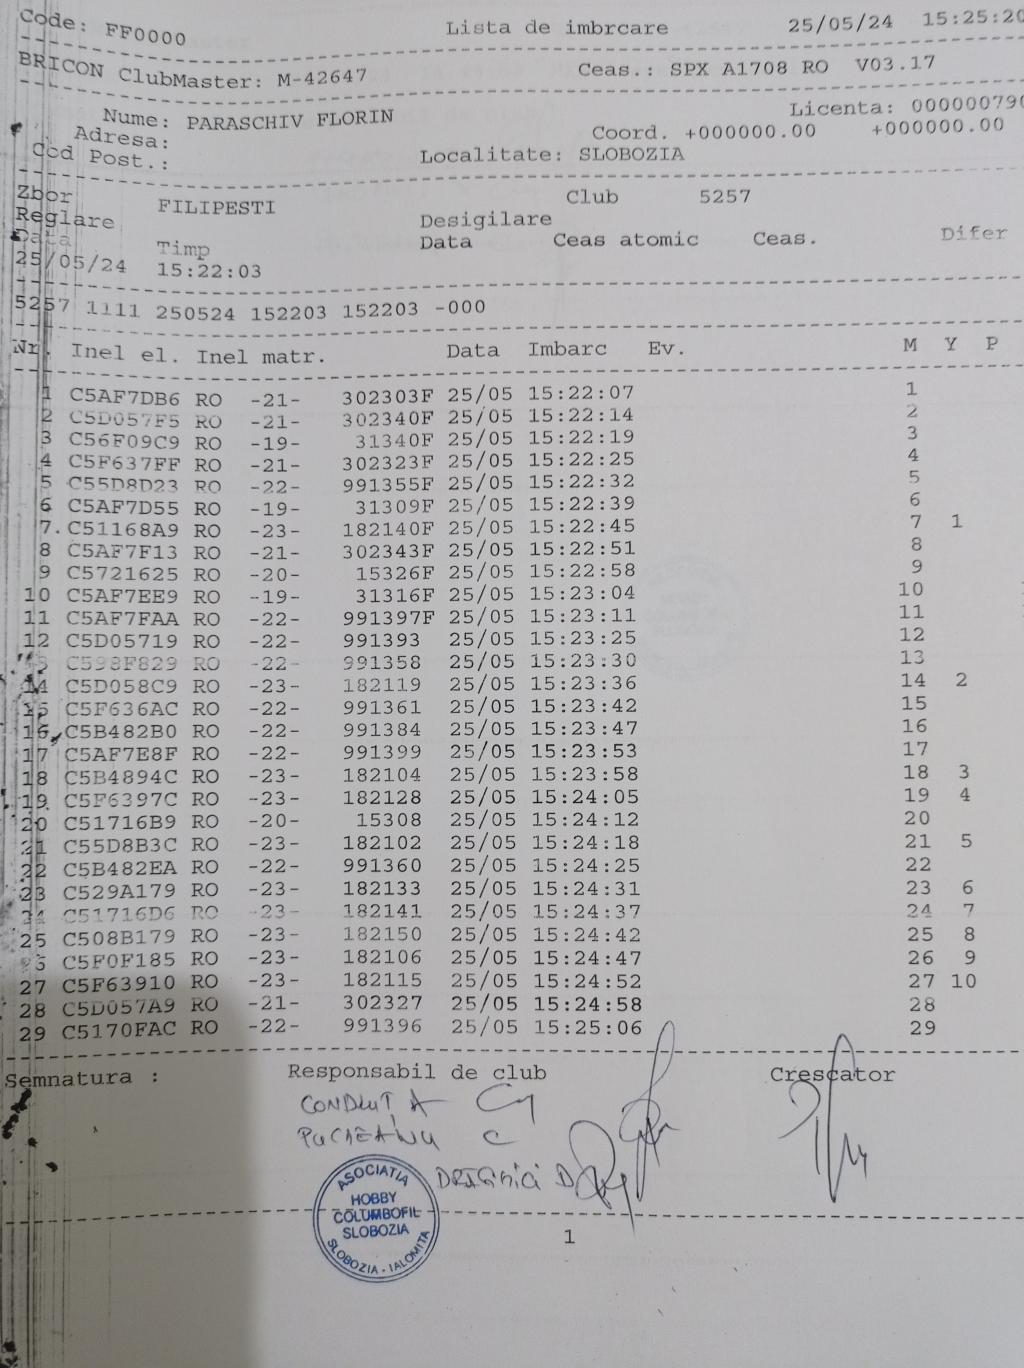 Code: FF0000 Lista de imbrcare 25/05/24 15:25:20
BRICON ClubMaster: M-42647 Ceas.: SPX A1708 RO V03.17
Nume: PARASCHIV FLORIN Licenta: 000000790
Adresa: Coord. +000000.00 +000000.00
Cod Post.: Localitate: SLOBOZIA
Zbor FILIPESTI Club 5257
Reglare Desigilare
Data Timp Data Ceas atomic Ceas. Difer
25/05/24 15:22:03
5257 1111 250524 152203 152203 -000
Nr. Inel el. Inel matr. Data Imbarc Ev. M Y P
1 C5AF7DB6 RO -21- 302303F 25/05 15:22:07 1
2 C5D057F5 RO -21- 302340F 25/05 15:22:14 2
3 C56F09C9 RO -19- 31340F 25/05 15:22:19 3
4 C5F637FF RO -21- 302323F 25/05 15:22:25 4
5 C55D8D23 RO -22- 991355F 25/05 15:22:32 5
6 C5AF7D55 RO -19- 31309F 25/05 15:22:39 6
7. C51168A9 RO -23- 182140F 25/05 15:22:45 7 1
8 C5AF7F13 RO -21- 302343F 25/05 15:22:51 8
9 C5721625 RO -20- 15326F 25/05 15:22:58 9
10 C5AF7EE9 RO -19- 31316F 25/05 15:23:04 10
11 C5AF7FAA RO -22- 991397F 25/05 15:23:11 11
12 C5D05719 RO -22- 991393 25/05 15:23:25 12
13 C598F829 RO -22- 991358 25/05 15:23:30 13
14 C5D058C9 RO -23- 182119 25/05 15:23:36 14 2
15 C5F636AC RO -22- 991361 25/05 15:23:42 15
16 C5B482B0 RO -22- 991384 25/05 15:23:47 16
17 C5AF7E8F RO -22- 991399 25/05 15:23:53 17
18 C5B4894C RO -23- 182104 25/05 15:23:58 18 3
19 C5F6397C RO -23- 182128 25/05 15:24:05 19 4
20 C51716B9 RO -20- 15308 25/05 15:24:12 20
21 C55D8B3C RO -23- 182102 25/05 15:24:18 21 5
22 C5B482EA RO -22- 991360 25/05 15:24:25 22
23 C529A179 RO -23- 182133 25/05 15:24:31 23 6
24 C51716D6 RO -23- 182141 25/05 15:24:37 24 7
25 C508B179 RO -23- 182150 25/05 15:24:42 25 8
26 C5F0F185 RO -23- 182106 25/05 15:24:47 26 9
27 C5F63910 RO -23- 182115 25/05 15:24:52 27 10
28 C5D057A9 RO -21- 302327 25/05 15:24:58 28
29 C5170FAC RO -22- 991396 25/05 15:25:06 29
Semnatura : Responsabil de club Crescator
ASOCIATIA
HOBBY
COLUMBOFIL
SLOBOZIA
SLOBOZIA - IALOMITA
1